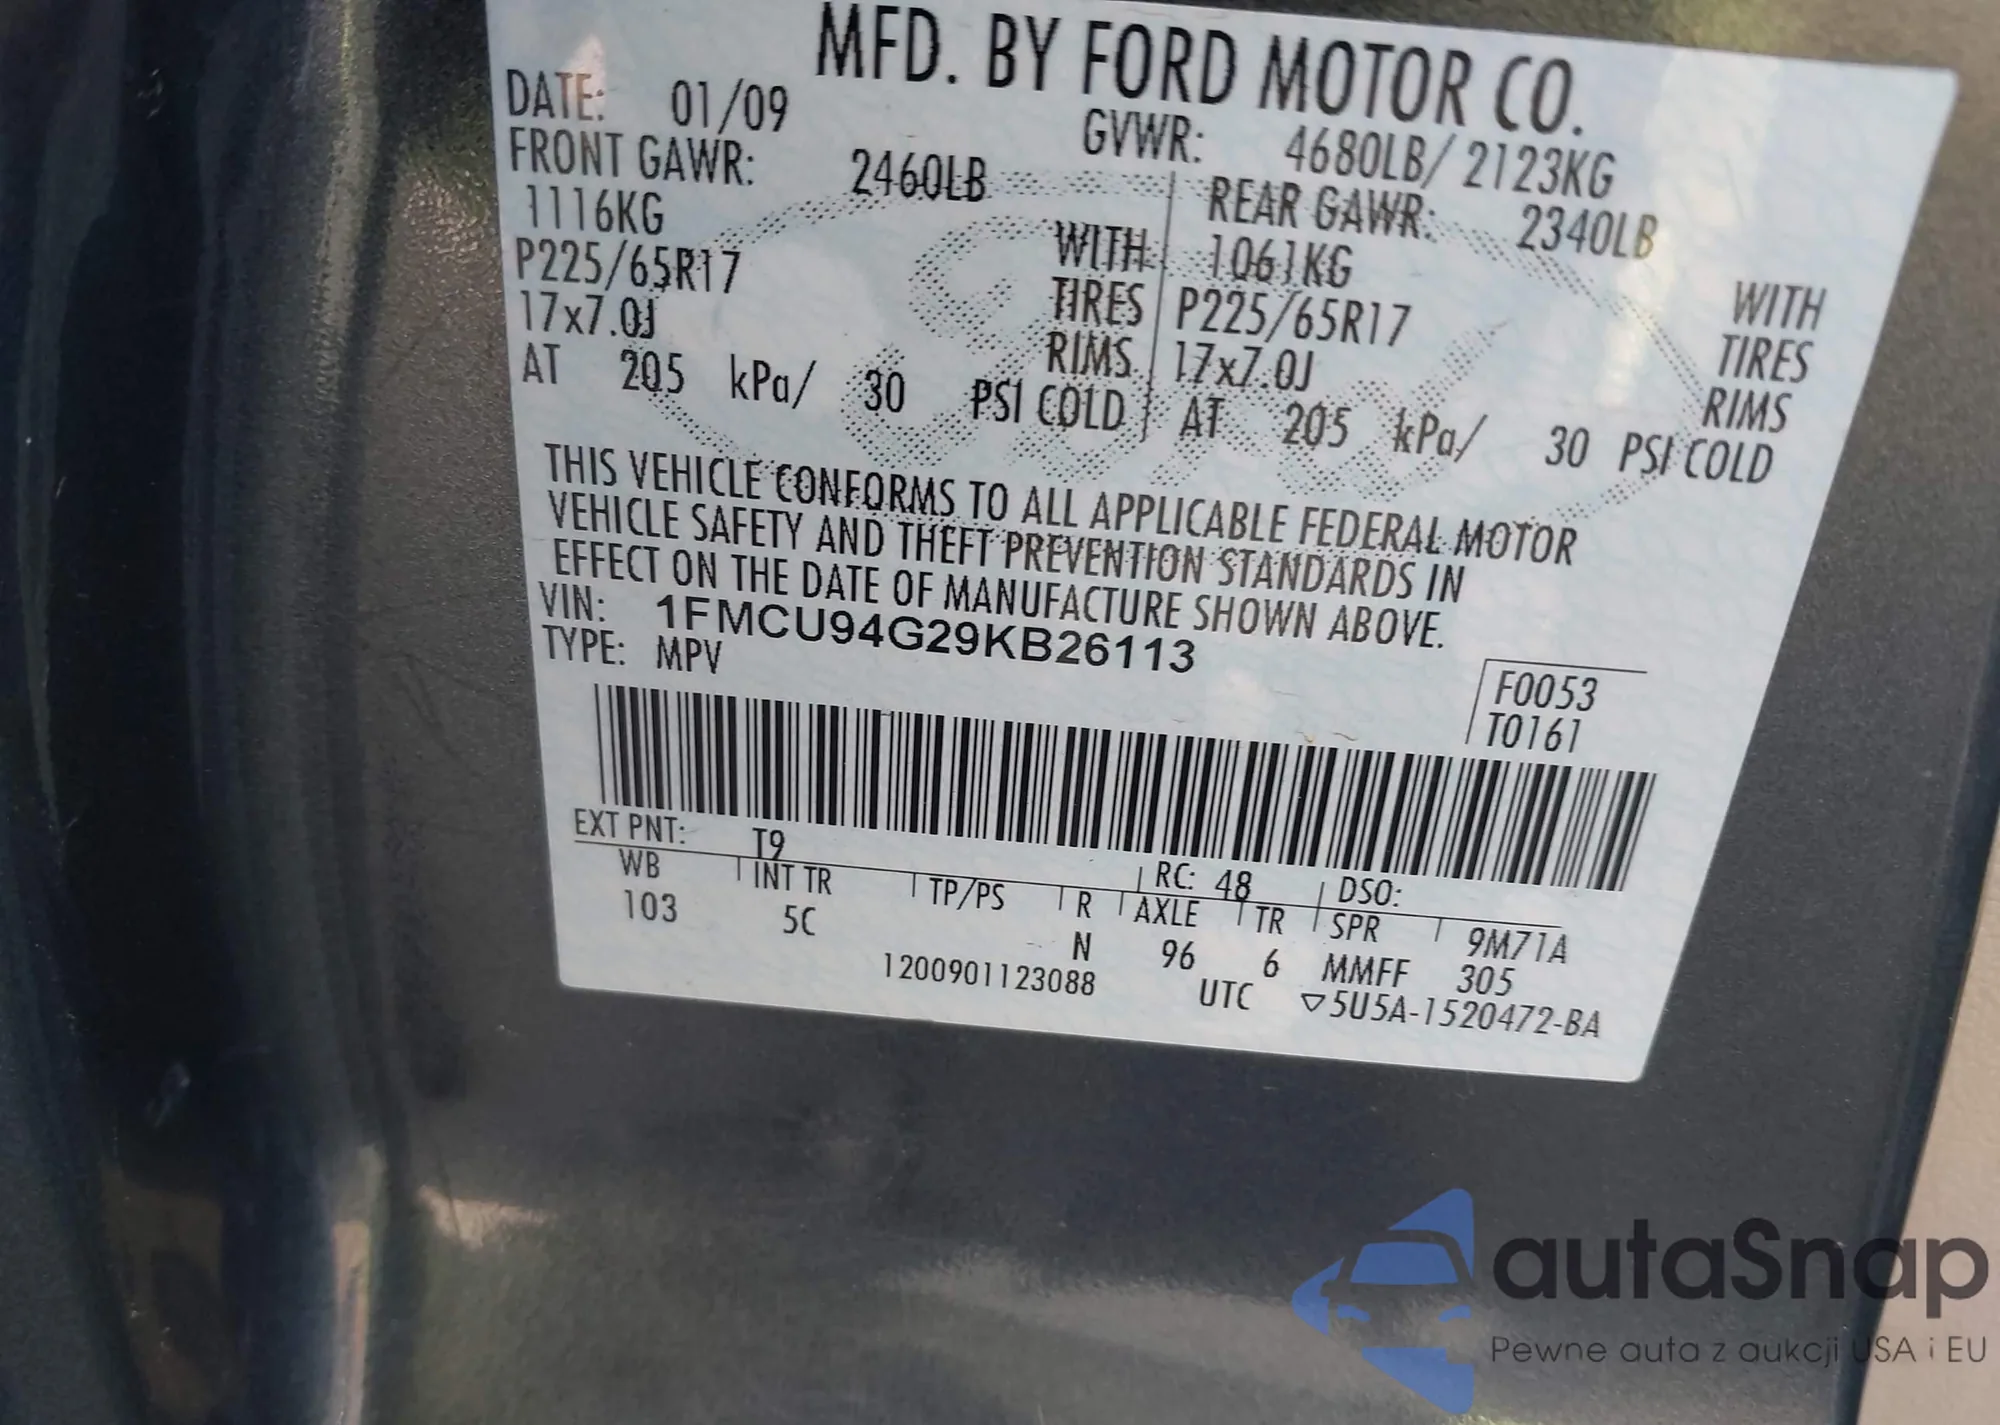 MFD. BY FORD MOTOR CO.
DATE: 01/09 GVWR: 4680LB/ 2123KG
FRONT GAWR: 2460LB REAR GAWR: 2340LB
1116KG WITH 1061KG WITH
P225/65R17 TIRES P225/65R17 TIRES
17x7.0J RIMS 17x7.0J RIMS
AT 205 kPa/ 30 PSI COLD AT 205 kPa/ 30 PSI COLD
THIS VEHICLE CONFORMS TO ALL APPLICABLE FEDERAL MOTOR
VEHICLE SAFETY AND THEFT PREVENTION STANDARDS IN
EFFECT ON THE DATE OF MANUFACTURE SHOWN ABOVE.
VIN: 1FMCU94G29KB26113
TYPE: MPV
F0053
T0161
EXT PNT: T9 RC: 48 DSO:
WB INT TR TP/PS R AXLE TR SPR 9M71A
103 5C N 96 6 MMFF 305
1200901123088 UTC ▽5U5A-1520472-BA
autaSnap
Pewne auta z aukcji USA i EU